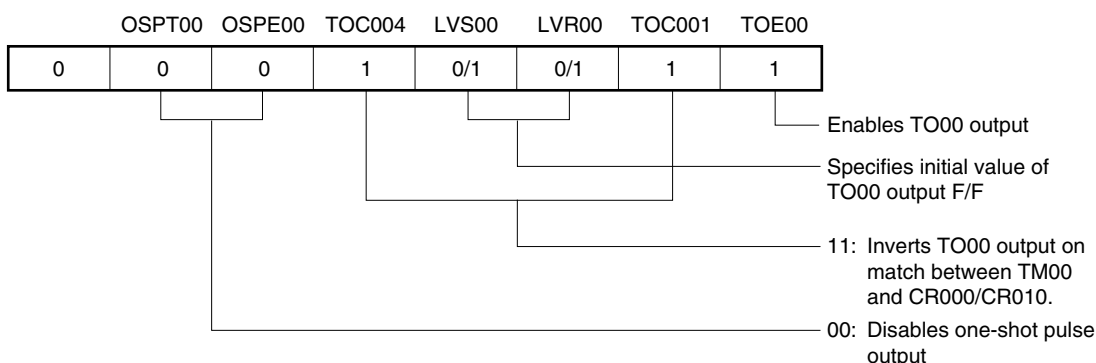 OSPT00 OSPE00 TOC004 LVS00 LVR00 TOC001 TOE00
0 0 0 1 0/1 0/1 1 1
Enables TO00 output
Specifies initial value of
TO00 output F/F
11: Inverts TO00 output on
match between TM00
and CR000/CR010.
00: Disables one-shot pulse
output